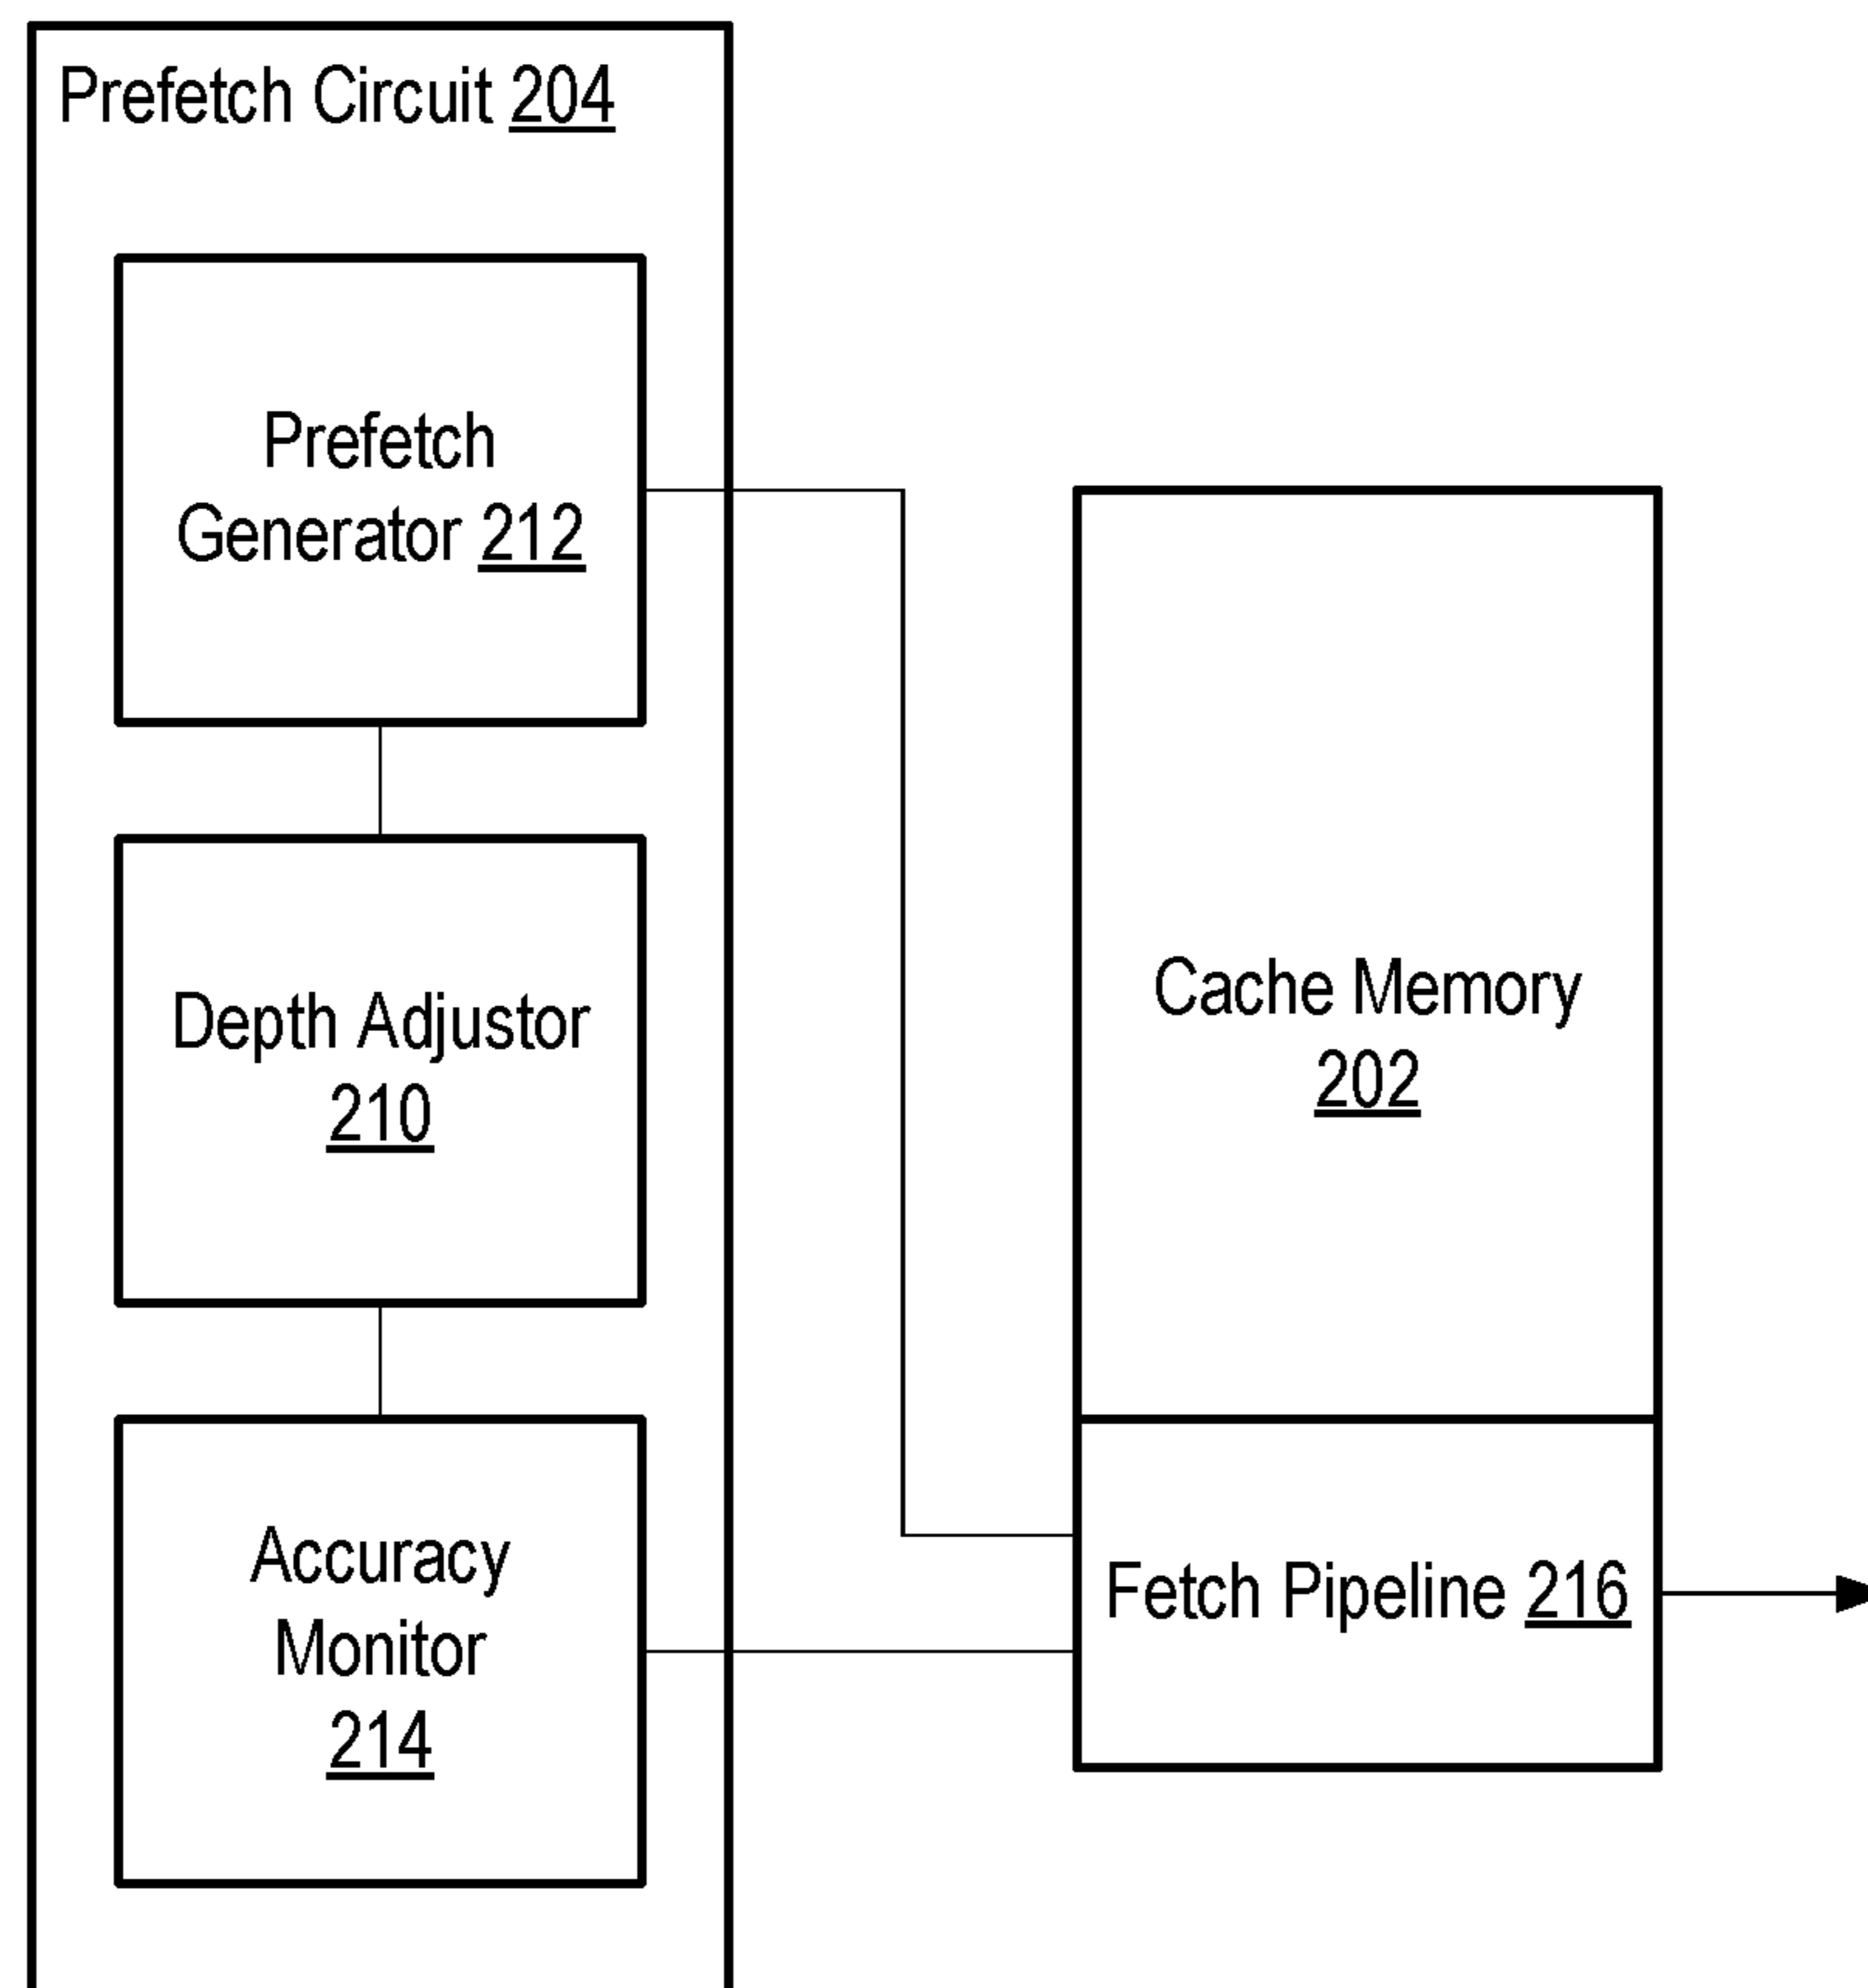 Prefetch Circuit 204
Prefetch
Generator 212
Depth Adjustor
210
Accuracy
Monitor
214
Cache Memory
202
Fetch Pipeline 216